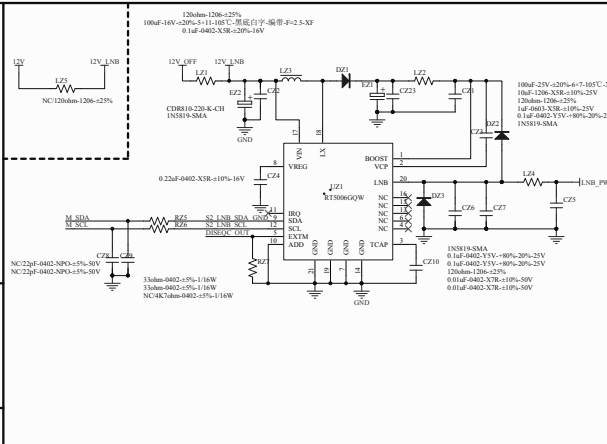 120ohm-1206-±25%
100uF-16V-±20%-5×11-105℃-黑底白字-编带-F=2.5-XF
0.1uF-0402-X5R-±20%-16V
12V
12V_LNB
LZ5
NC/120ohm-1206-±25%
12V_OFF
12V_LNB
LZ1
LZ3
DZ1
LZ2
EZ2
CZ2
EZ1
CZ23
CZ1
CDR810-220-K-CH
1N5819-SMA
GND
100uF-25V-±20%-6×7-105℃-
10uF-1206-X5R-±10%-25V
120ohm-1206-±25%
1uF-0603-X5R-±10%-25V
0.1uF-0402-Y5V-+80%-20%-2
1N5819-SMA
DZ2
CZ3
17
18
VIN
LX
BOOST
1
VCP
2
8
VREG
CZ4
0.22uF-0402-X5R-±10%-16V
UZ1
RT5006GQW
LNB
20
LZ4
LNB_PW
NC
16
NC
15
NC
13
NC
6
NC
4
DZ3
CZ6
CZ7
CZ5
M_SDA
M_SCL
RZ5
RZ6
S2_LNB_SDA
S2_LNB_SCL
DISEQC_OUT
GND
11
IRQ
9
SDA
12
SCL
5
EXTM
10
ADD
TCAP
3
GND
GND
GND
GND
21
19
7
14
CZ8
CZ9
RZ7
CZ10
NC/22pF-0402-NPO-±5%-50V
NC/22pF-0402-NPO-±5%-50V
33ohm-0402-±5%-1/16W
33ohm-0402-±5%-1/16W
NC/4K7ohm-0402-±5%-1/16W
GND
1N5819-SMA
0.1uF-0402-Y5V-+80%-20%-25V
0.1uF-0402-Y5V-+80%-20%-25V
120ohm-1206-±25%
0.01uF-0402-X7R-±10%-50V
0.01uF-0402-X7R-±10%-50V